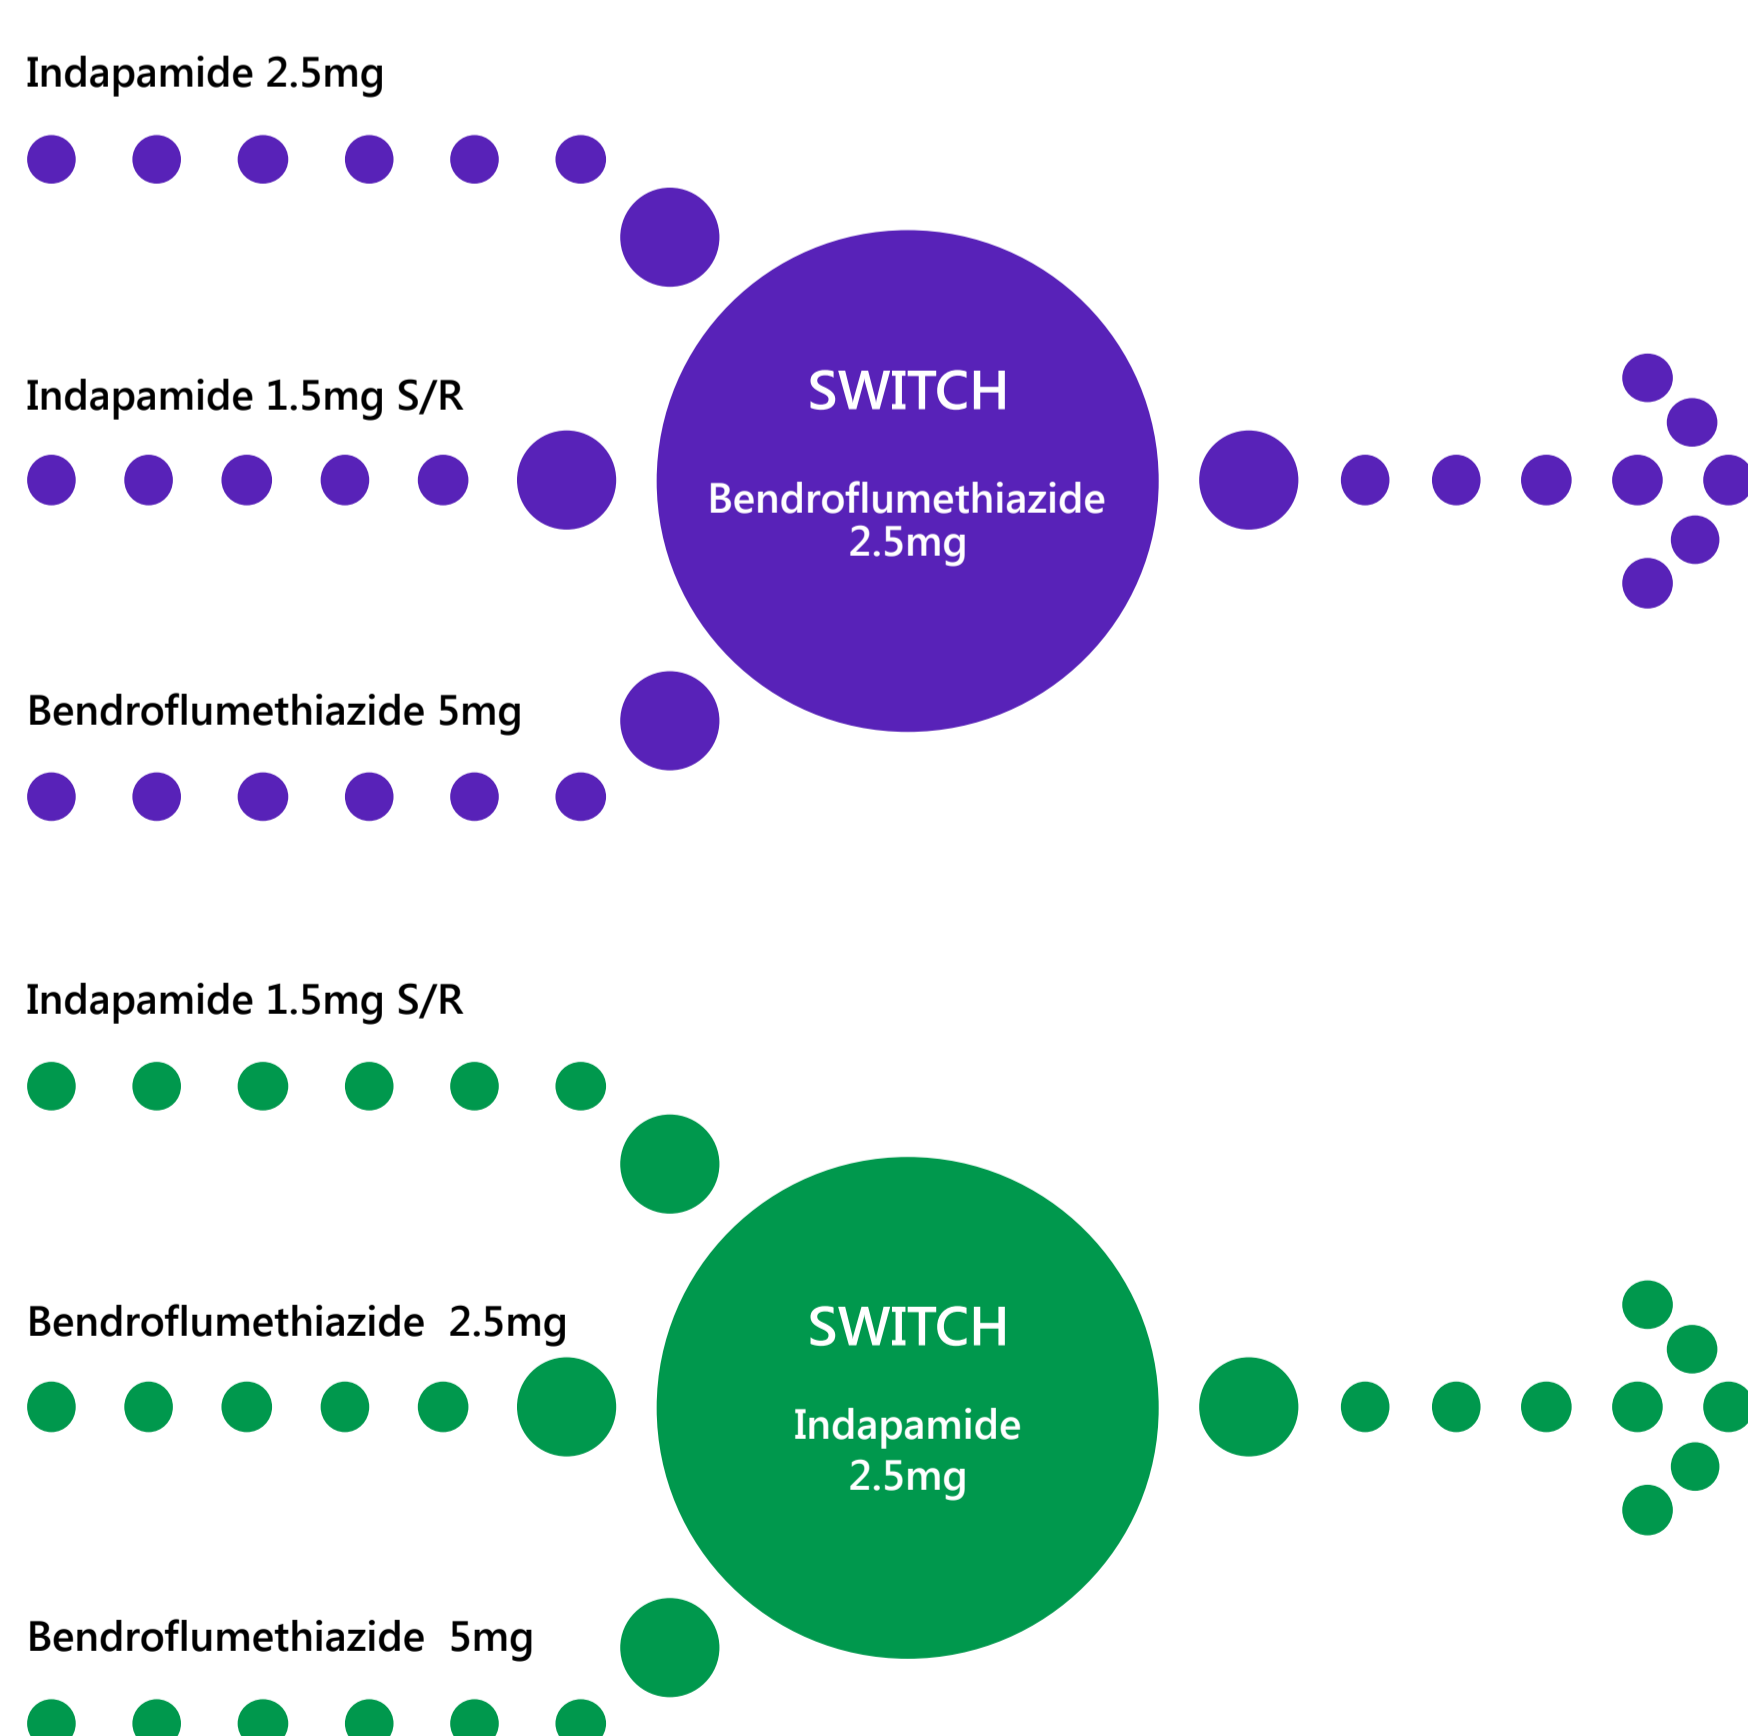 Indapamide 2.5mg
Indapamide 1.5mg S/R
Bendroflumethiazide 5mg
SWITCH
Bendroflumethiazide
2.5mg
Indapamide 1.5mg S/R
Bendroflumethiazide 2.5mg
Bendroflumethiazide 5mg
SWITCH
Indapamide
2.5mg